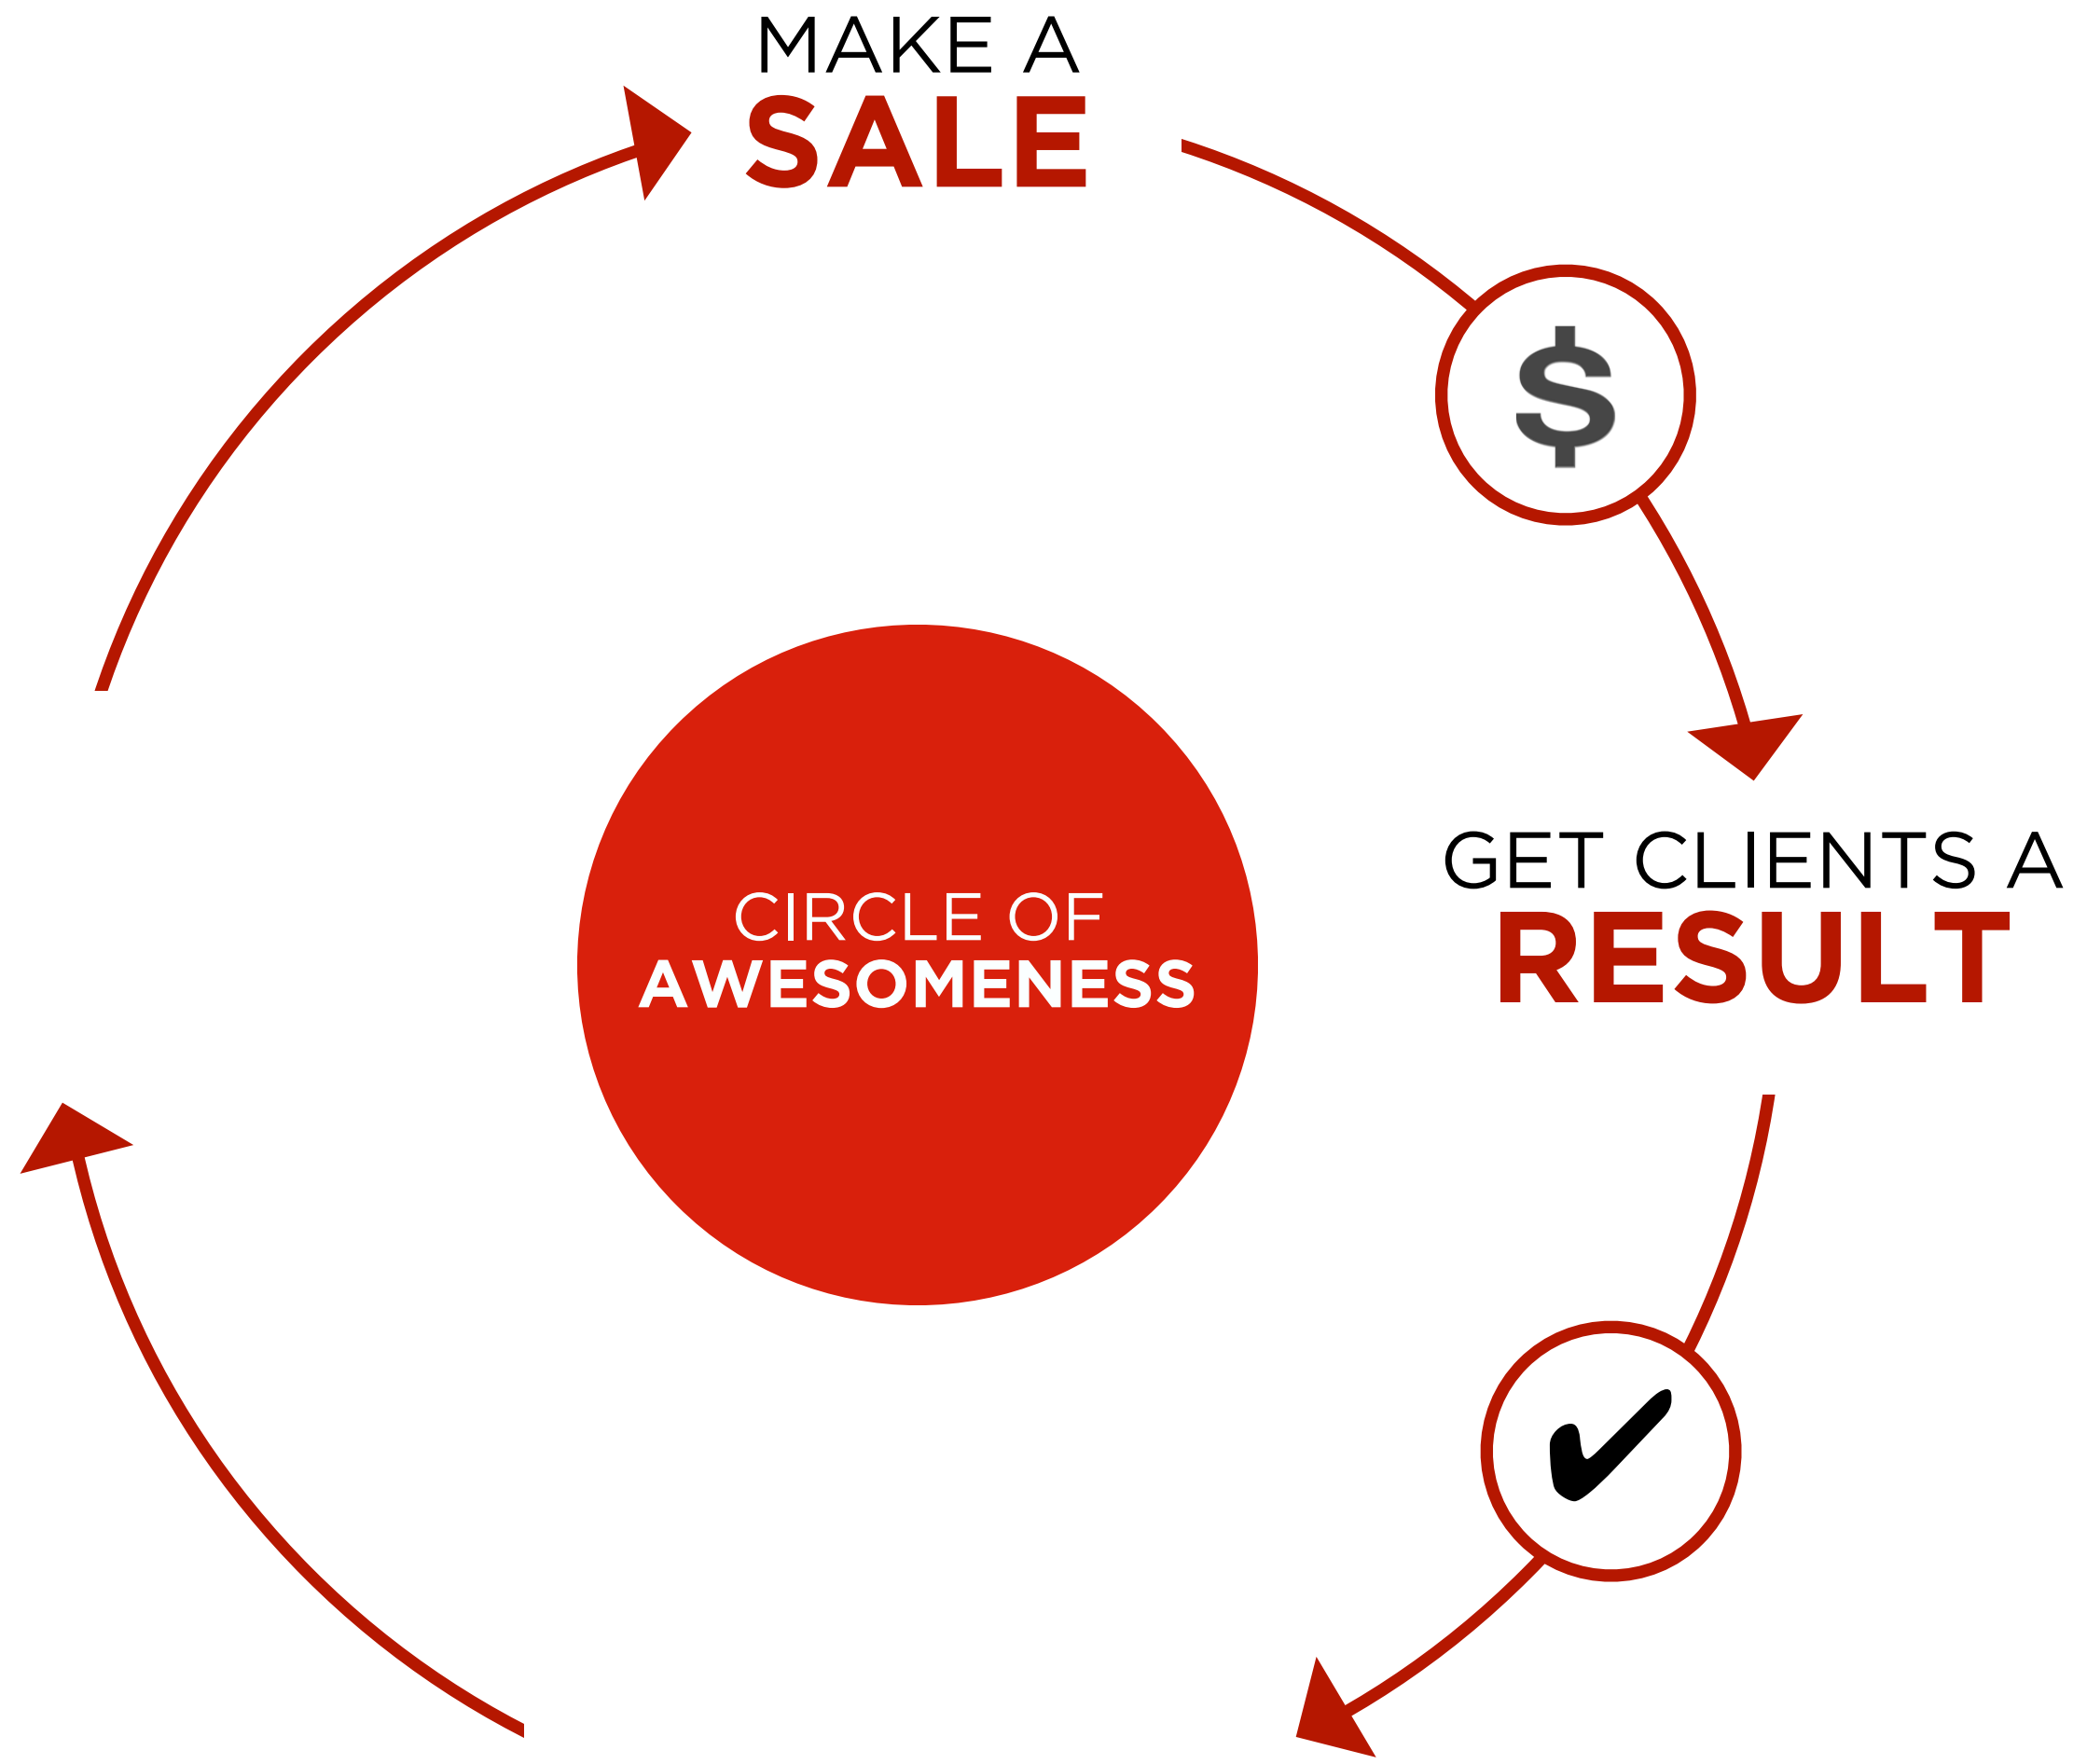 MAKE A
SALE
$
GET CLIENTS A
RESULT
CIRCLE OF
AWESOMENESS